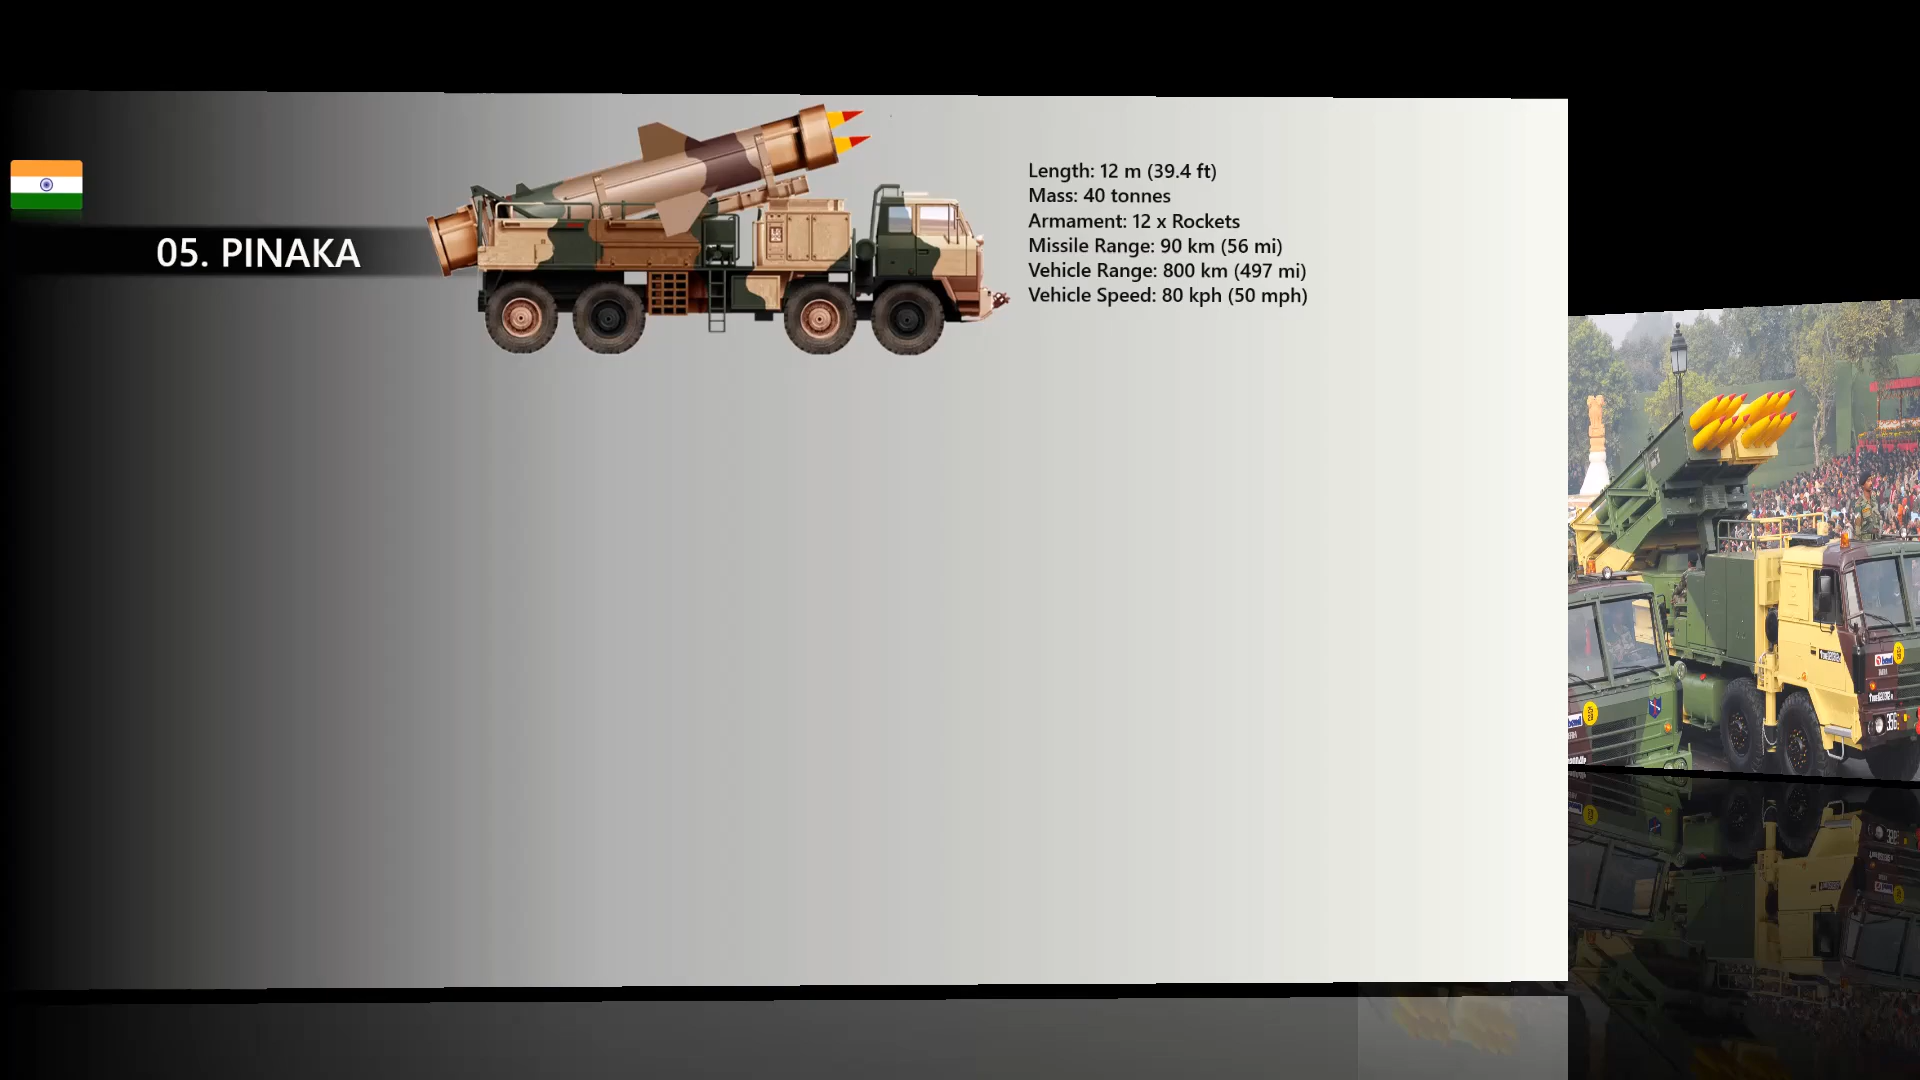 05. PINAKA
Length: 12 m (39.4 ft)
Mass: 40 tonnes
Armament: 12 x Rockets
Missile Range: 90 km (56 mi)
Vehicle Range: 800 km (497 mi)
Vehicle Speed: 80 kph (50 mph)